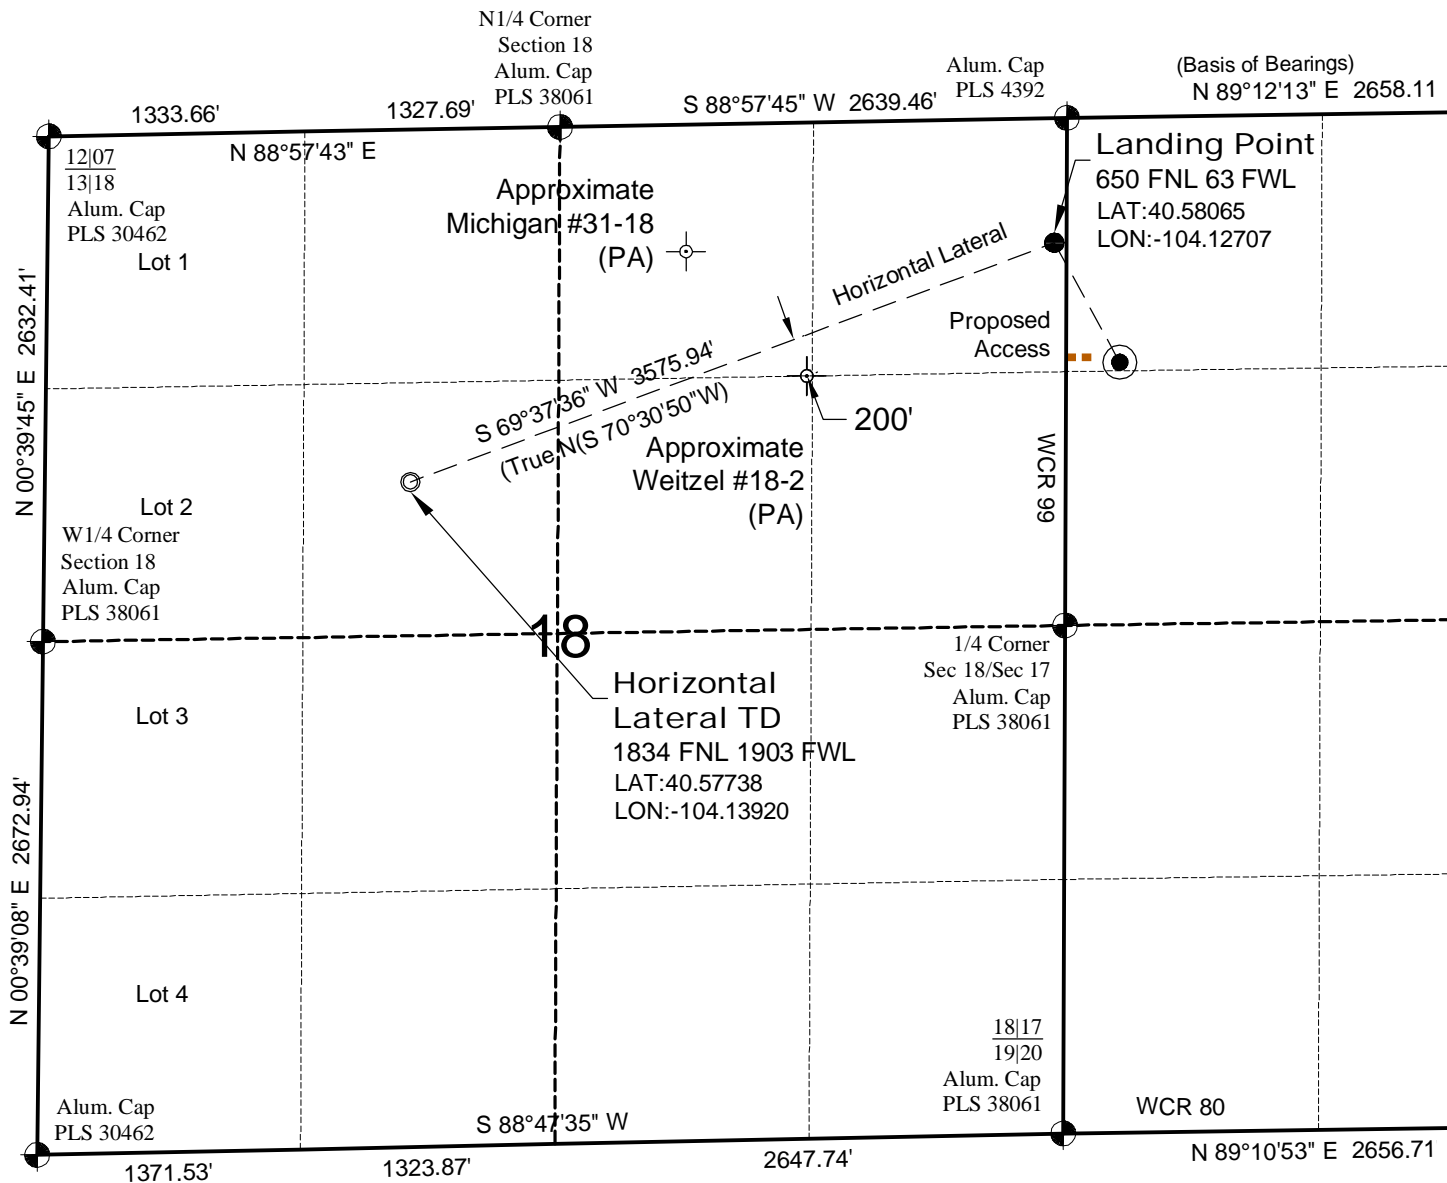 N1/4 Corner
Section 18
Alum. Cap
PLS 38061
Alum. Cap
PLS 4392
(Basis of Bearings)
N 89°12'13" E 2658.11
1333.66'
1327.69'
S 88°57'45" W 2639.46'
N 88°57'43" E
12|07
13|18
Alum. Cap
PLS 30462
Lot 1
Approximate
Michigan #31-18
(PA)
Landing Point
650 FNL 63 FWL
LAT:40.58065
LON:-104.12707
Horizontal Lateral
Proposed
Access
N 00°39'45" E 2632.41'
S 69°37'36" W 3575.94'
(True N(S 70°30'50"W)
200'
Approximate
Weitzel #18-2
(PA)
WCR 99
Lot 2
W1/4 Corner
Section 18
Alum. Cap
PLS 38061
18
1/4 Corner
Sec 18/Sec 17
Alum. Cap
PLS 38061
Horizontal
Lateral TD
1834 FNL 1903 FWL
LAT:40.57738
LON:-104.13920
Lot 3
N 00°39'08" E 2672.94'
Lot 4
18|17
19|20
Alum. Cap
PLS 38061
Alum. Cap
PLS 30462
S 88°47'35" W
WCR 80
1371.53'
1323.87'
2647.74'
N 89°10'53" E 2656.71